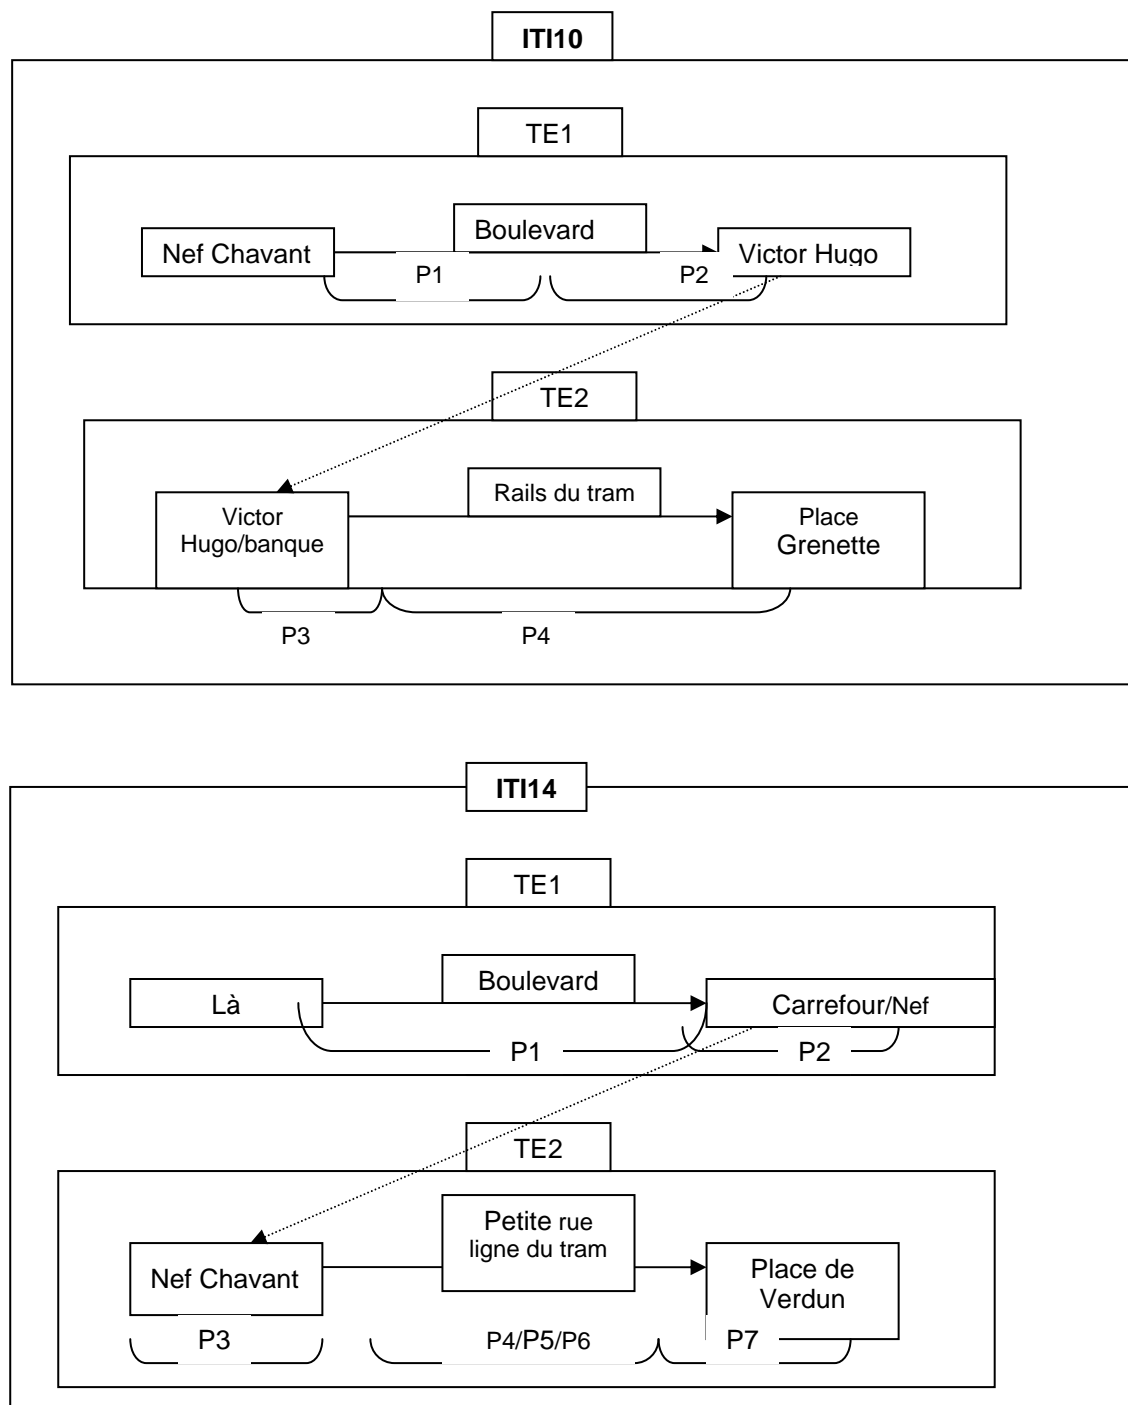 ITI10
TE1
Boulevard
Nef Chavant
Victor Hugo
P1
P2
TE2
Rails du tram
Victor
Hugo/banque
Place
Grenette
P3
P4
ITI14
TE1
Boulevard
Là
Carrefour/Nef
P1
P2
TE2
Petite rue
ligne du tram
Nef Chavant
Place de
Verdun
P3
P4/P5/P6
P7